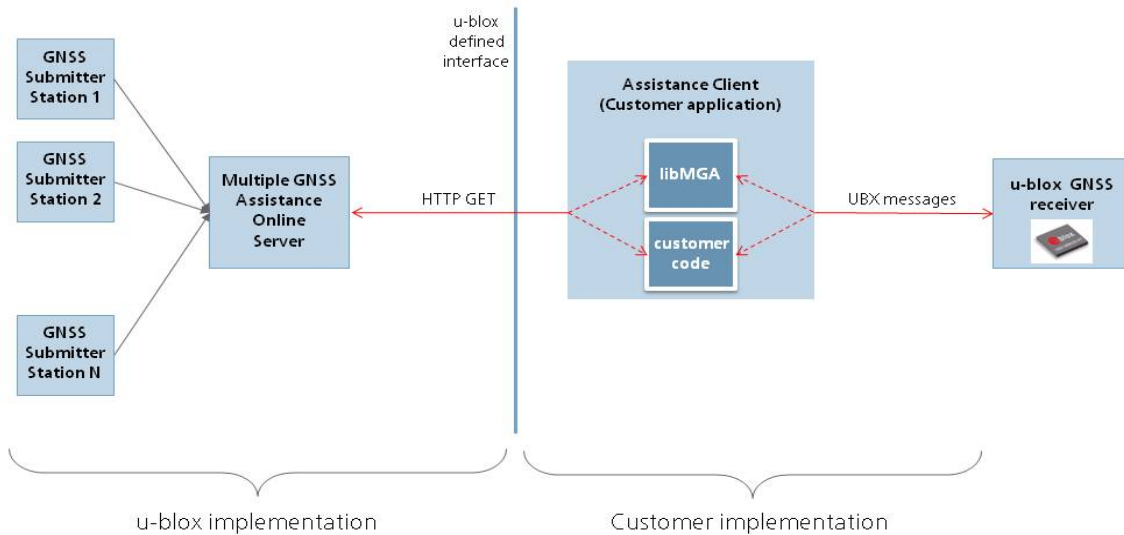 GNSS
Submitter
Station 1
GNSS
Submitter
Station 2
GNSS
Submitter
Station N
Multiple GNSS
Assistance
Online
Server
HTTP GET
u-blox
defined
interface
Assistance Client
(Customer application)
libMGA
customer
code
UBX messages
u-blox GNSS
receiver
u-blox implementation
Customer implementation